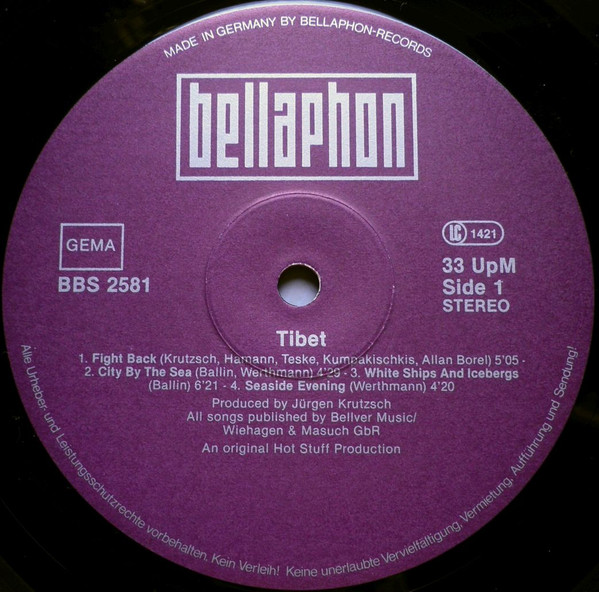 MADE IN GERMANY BY BELLAPHON-RECORDS
bellaphon
GEMA
BBS 2581
LC 1421
33 UpM
Side 1
STEREO
Tibet
1. Fight Back (Krutzsch, Hamann, Teske, Kumpakischkis, Allan Borel) 5'05 -
2. City By The Sea (Ballin, Werthmann) 4'29 - 3. White Ships And Icebergs
(Ballin) 6'21 - 4. Seaside Evening (Werthmann) 4'20
Produced by Jürgen Krutzsch
All songs published by Bellver Music/
Wiehagen & Masuch GbR
An original Hot Stuff Production
Alle Urheber- und Leistungsschutzrechte vorbehalten. Kein Verleih! Keine unerlaubte Vervielfältigung, Vermietung, Aufführung und Sendung!